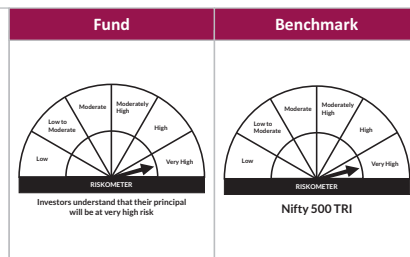 Fund
Benchmark
Low
Low to
Moderate
Moderate
Moderately
High
High
Very High
RISKOMETER
Investors understand that their principal
will be at very high risk
Low
Low to
Moderate
Moderate
Moderately
High
High
Very High
RISKOMETER
Nifty 500 TRI